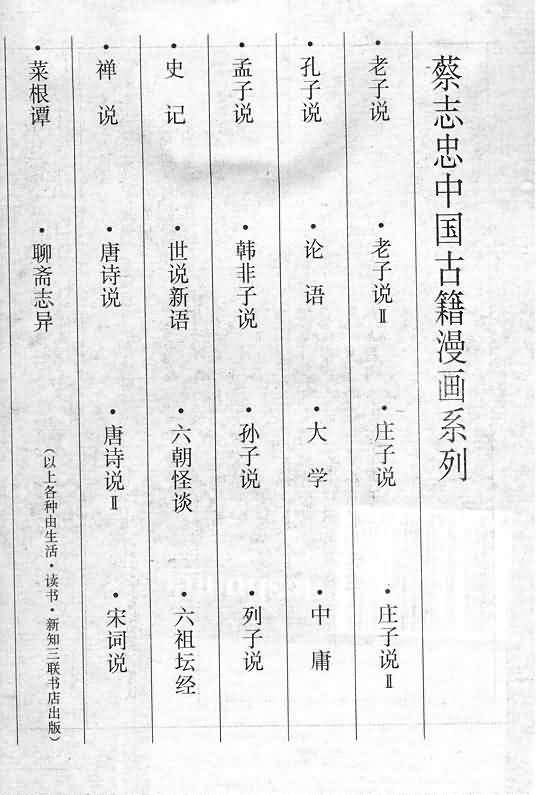 蔡志忠中国古籍漫画系列
•老子说 •老子说Ⅱ •庄子说 •庄子说Ⅱ
•孔子说 •论语 •大学 •中庸
•孟子说 •韩非子说 •孙子说 •列子说
•史记 •世说新语 •六朝怪谈 •六祖坛经
•禅说 •唐诗说 •唐诗说Ⅱ •宋词说
•菜根谭 •聊斋志异 （以上各种由生活·读书·新知三联书店出版）